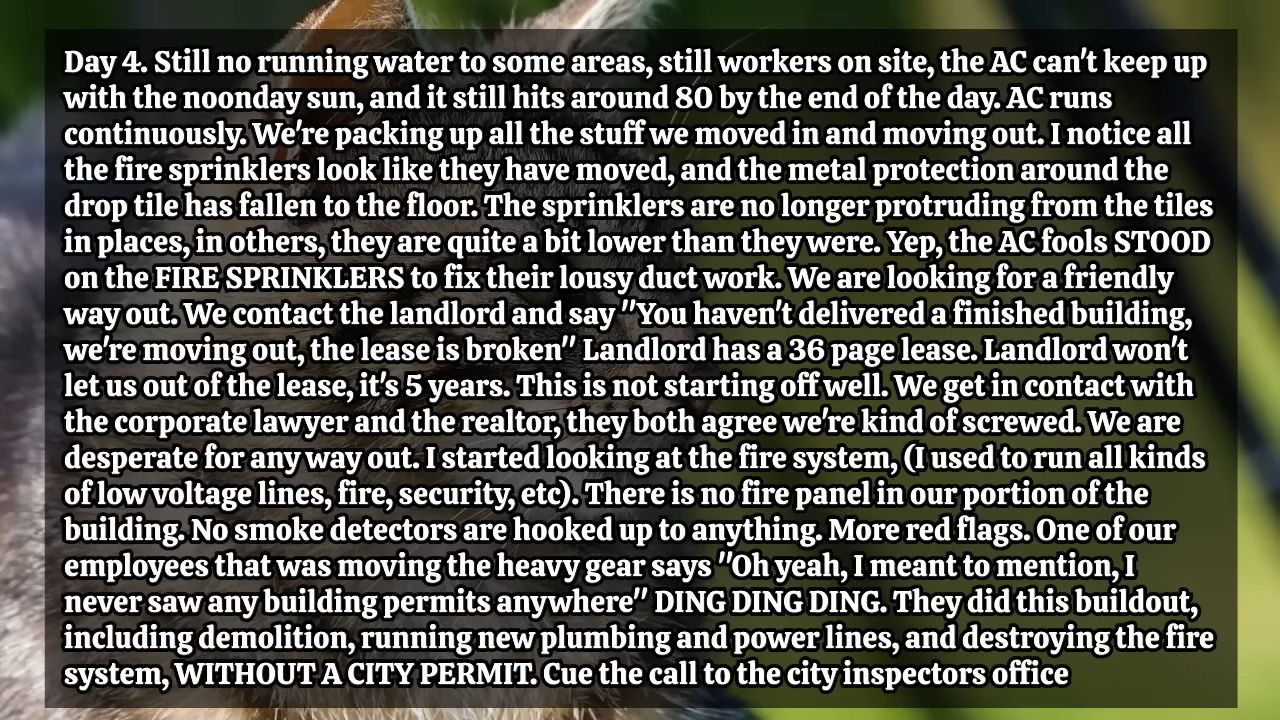 Day 4. Still no running water to some areas, still workers on site, the AC can't keep up
with the noonday sun, and it still hits around 80 by the end of the day. AC runs
continuously. We're packing up all the stuff we moved in and moving out. I notice all
the fire sprinklers look like they have moved, and the metal protection around the
drop tile has fallen to the floor. The sprinklers are no longer protruding from the tiles
in places, in others, they are quite a bit lower than they were. Yep, the AC fools STOOD
on the FIRE SPRINKLERS to fix their lousy duct work. We are looking for a friendly
way out. We contact the landlord and say "You haven't delivered a finished building,
we're moving out, the lease is broken" Landlord has a 36 page lease. Landlord won't
let us out of the lease, it's 5 years. This is not starting off well. We get in contact with
the corporate lawyer and the realtor, they both agree we're kind of screwed. We are
desperate for any way out. I started looking at the fire system, (I used to run all kinds
of low voltage lines, fire, security, etc). There is no fire panel in our portion of the
building. No smoke detectors are hooked up to anything. More red flags. One of our
employees that was moving the heavy gear says "Oh yeah, I meant to mention, I
never saw any building permits anywhere" DING DING DING. They did this buildout,
including demolition, running new plumbing and power lines, and destroying the fire
system, WITHOUT A CITY PERMIT. Cue the call to the city inspectors office